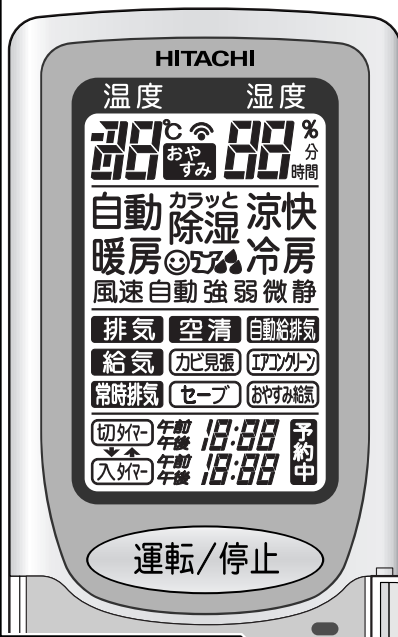 HITACHI
温度 湿度
88℃ おやすみ 88% 分 時間
自動 カラッと除湿 涼快
暖房 冷房
風速自動強弱微静
排気 空清 自動給排気
給気 カビ見張 エアコンクリーン
常時排気 セーブ おやすみ給気
切タイマー 午前 午後 18:88 予約中
入タイマー 午前 午後 18:88
運転/停止